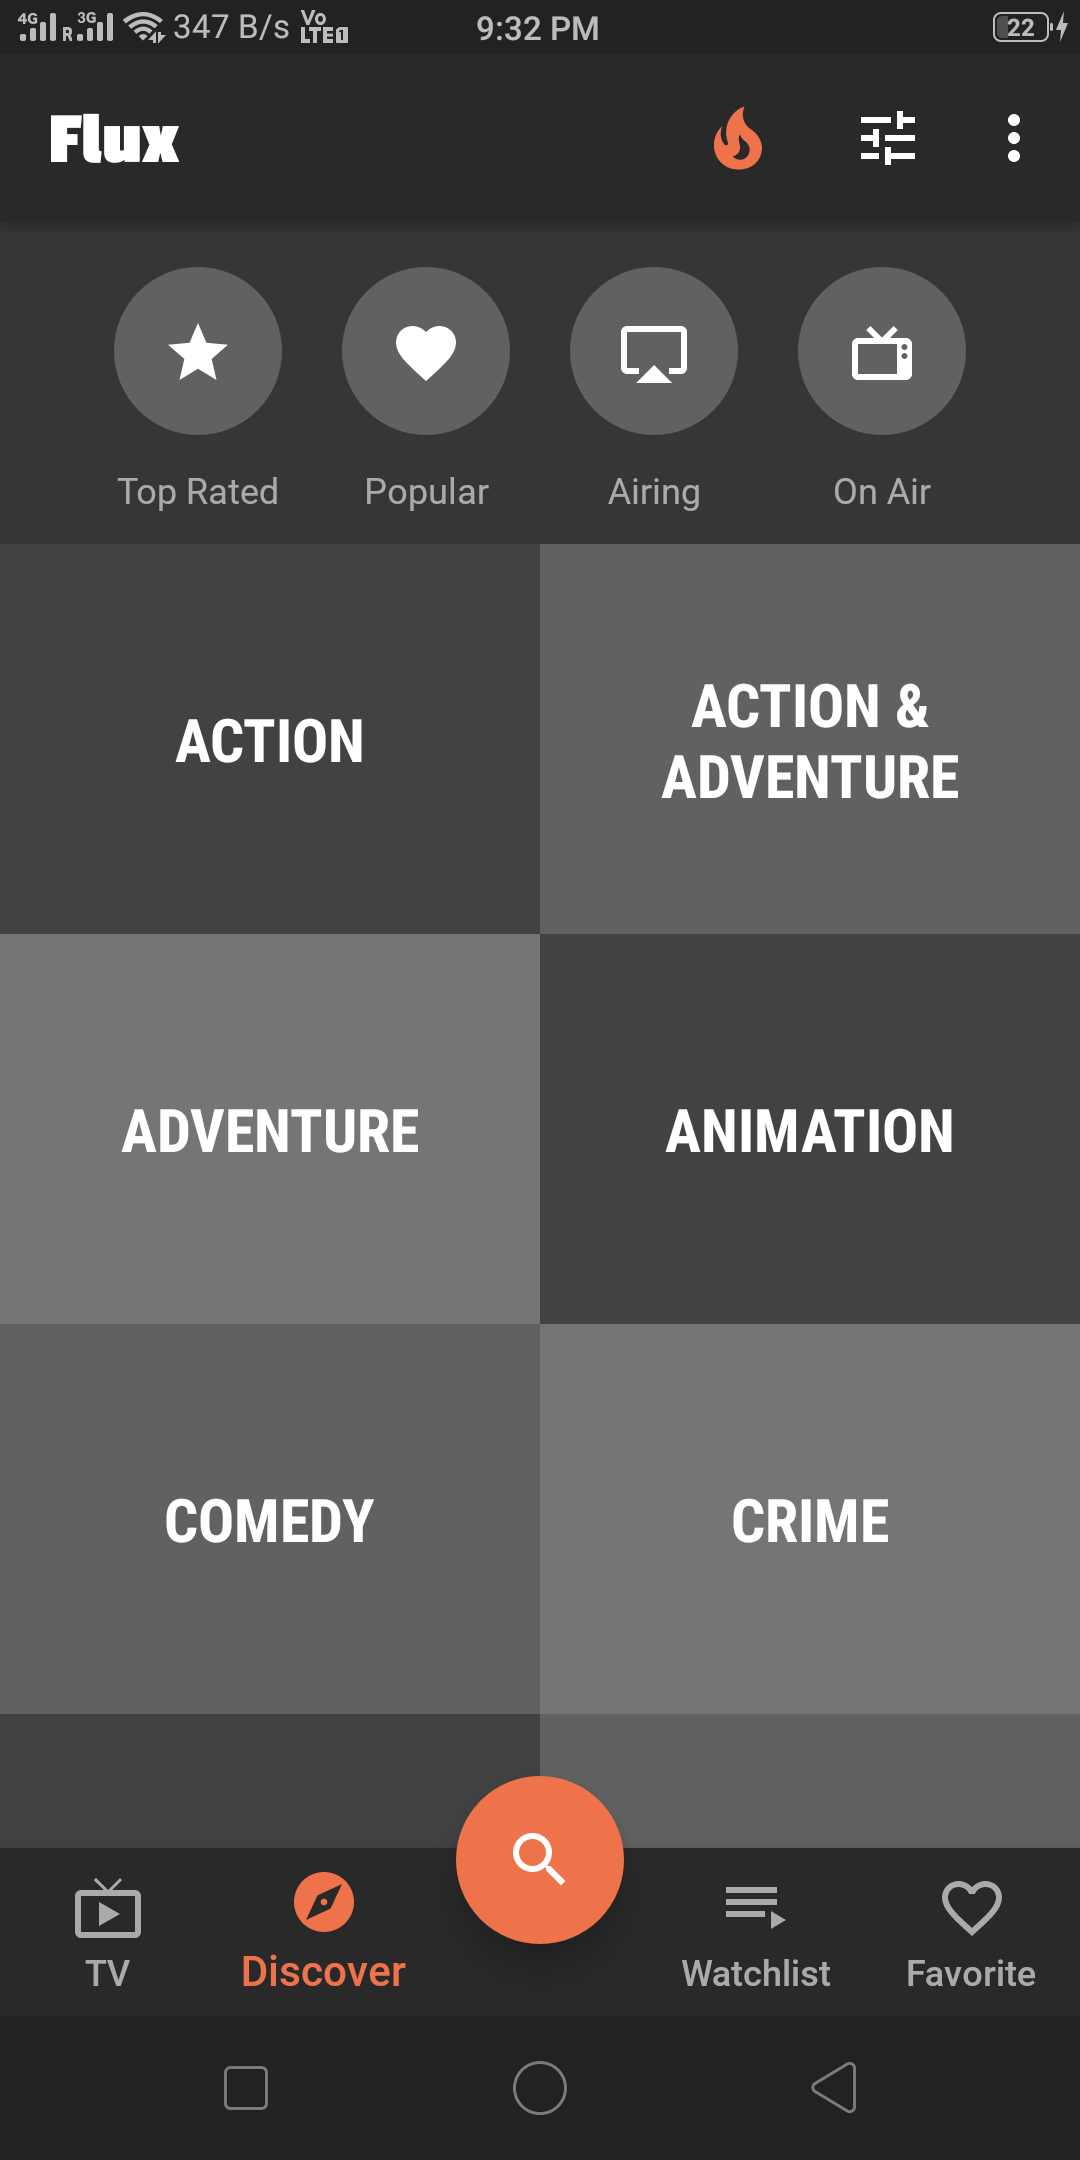 4G R 3G 347 B/s Vo LTE 1 9:32 PM 22
Flux
Top Rated Popular Airing On Air
ACTION
ACTION &
ADVENTURE
ADVENTURE
ANIMATION
COMEDY
CRIME
TV Discover Watchlist Favorite